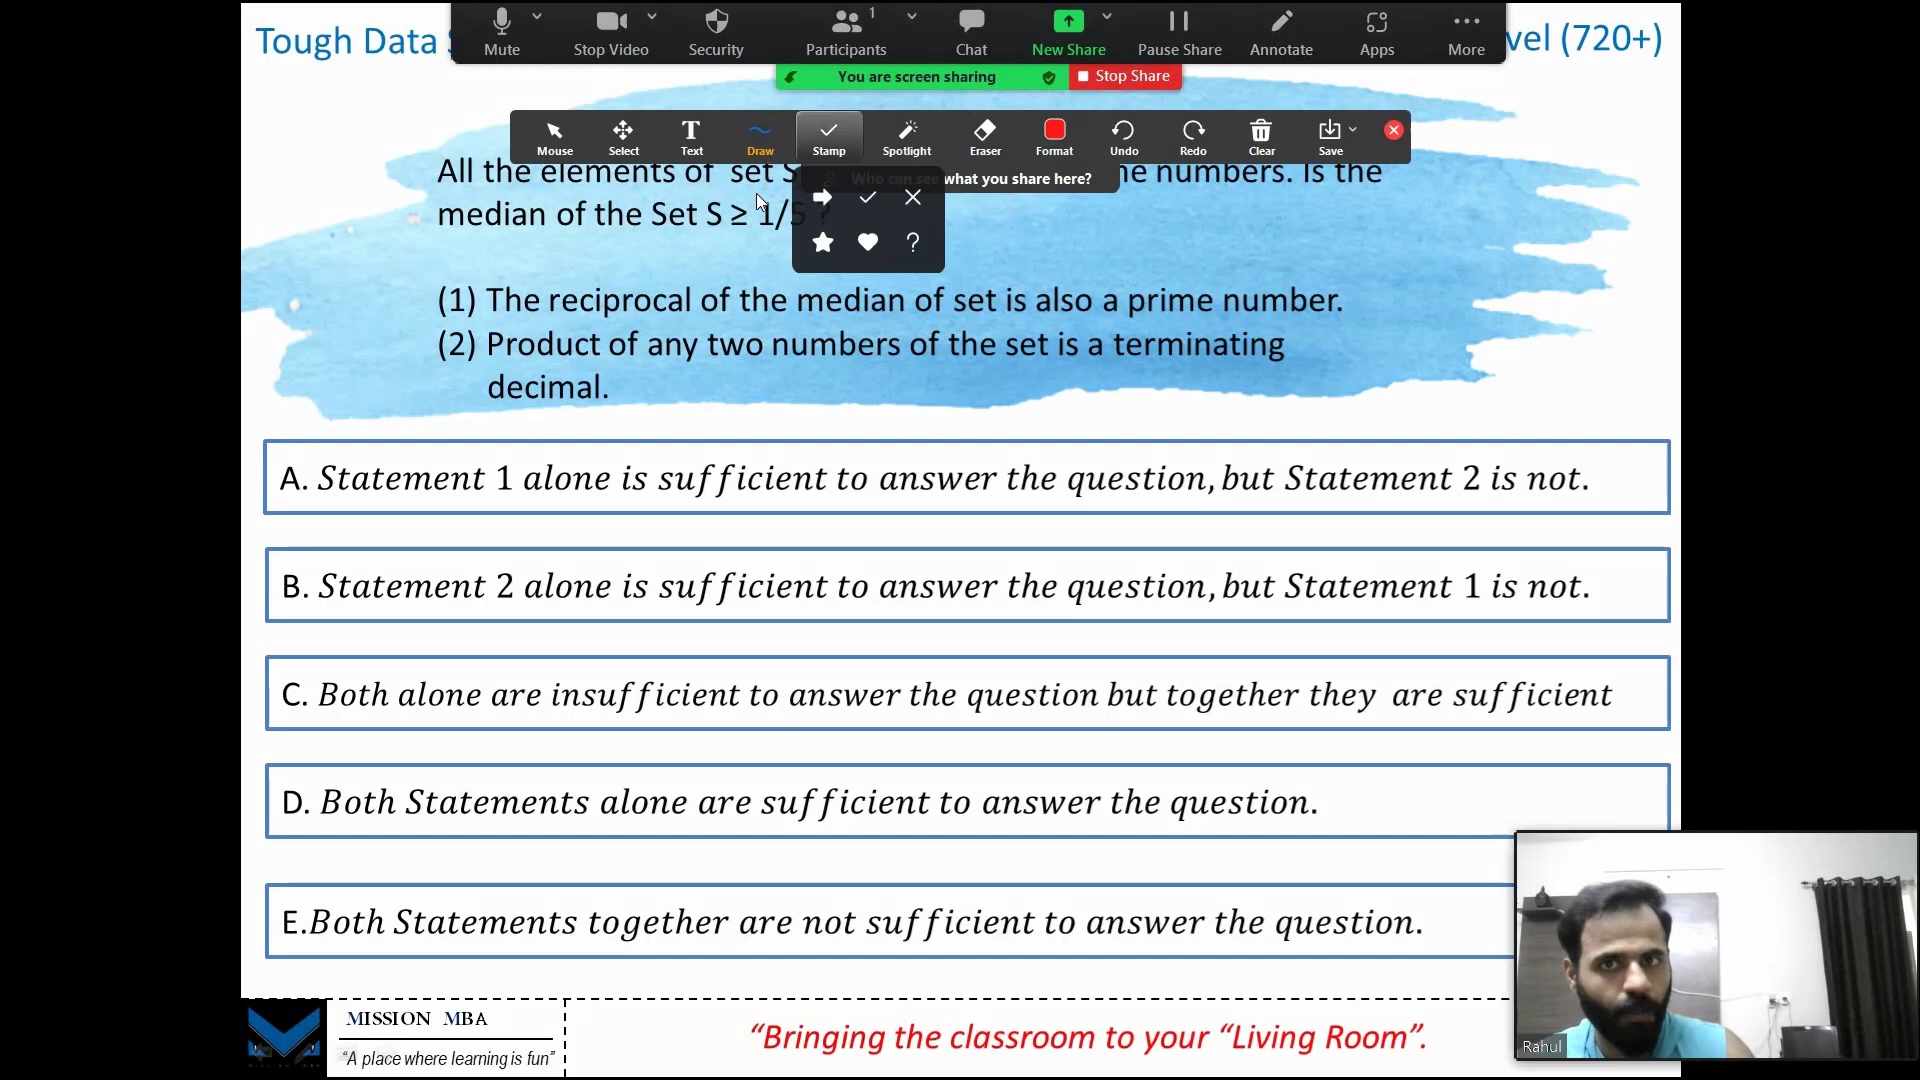 Tough Data
vel (720+)
Mute
Stop Video
Security
Participants
1
Chat
New Share
Pause Share
Annotate
Apps
More
You are screen sharing
Stop Share
Mouse
Select
Text
Draw
Stamp
Spotlight
Eraser
Format
Undo
Redo
Clear
Save
Who can see what you share here?
All the elements of set S
ne numbers. Is the
median of the Set S ≥ 1/5 ?
(1) The reciprocal of the median of set is also a prime number.
(2) Product of any two numbers of the set is a terminating
decimal.
A. Statement 1 alone is sufficient to answer the question, but Statement 2 is not.
B. Statement 2 alone is sufficient to answer the question, but Statement 1 is not.
C. Both alone are insufficient to answer the question but together they are sufficient
D. Both Statements alone are sufficient to answer the question.
E.Both Statements together are not sufficient to answer the question.
MISSION MBA
“A place where learning is fun”
“Bringing the classroom to your “Living Room”.
Rahul